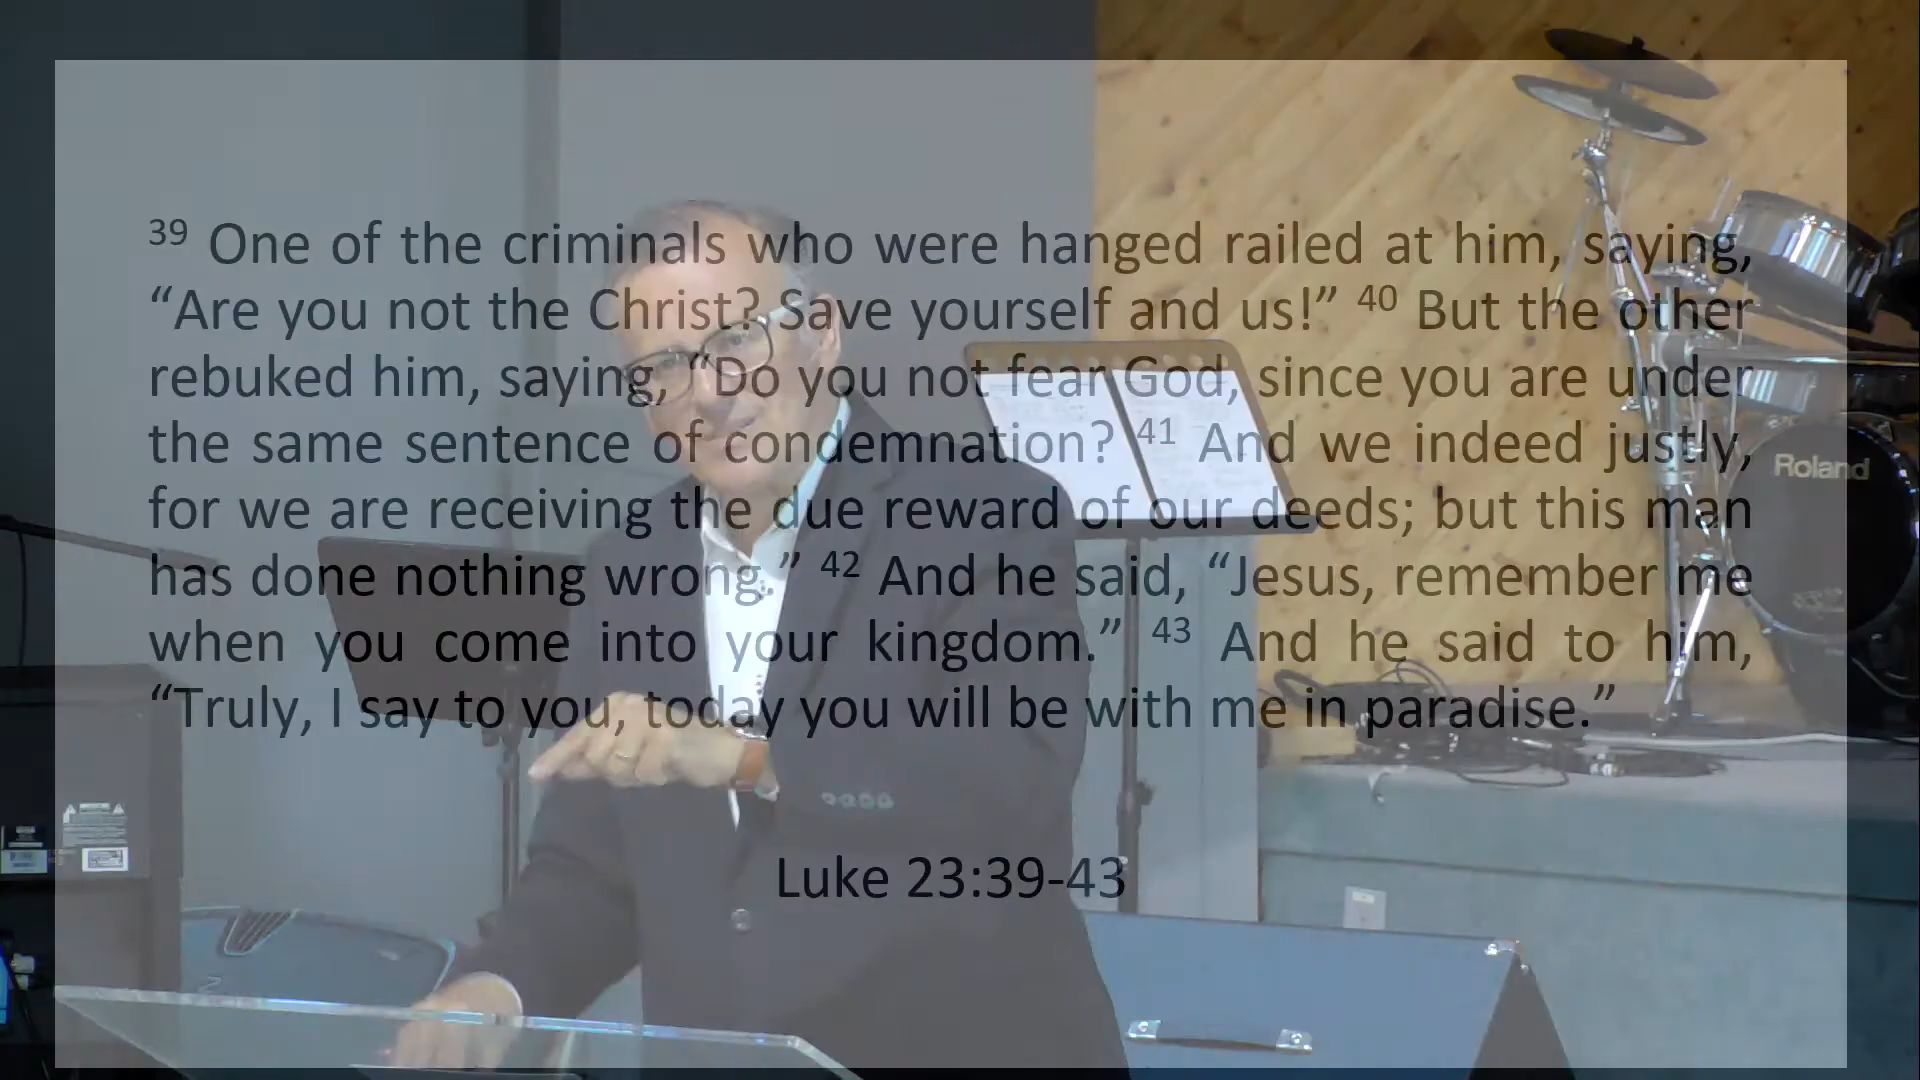 39 One of the criminals who were hanged railed at him, saying,
“Are you not the Christ? Save yourself and us!” 40 But the other
rebuked him, saying, “Do you not fear God, since you are under
the same sentence of condemnation? 41 And we indeed justly,
for we are receiving the due reward of our deeds; but this man
has done nothing wrong.” 42 And he said, “Jesus, remember me
when you come into your kingdom.” 43 And he said to him,
“Truly, I say to you, today you will be with me in paradise.”
Roland
Luke 23:39-43